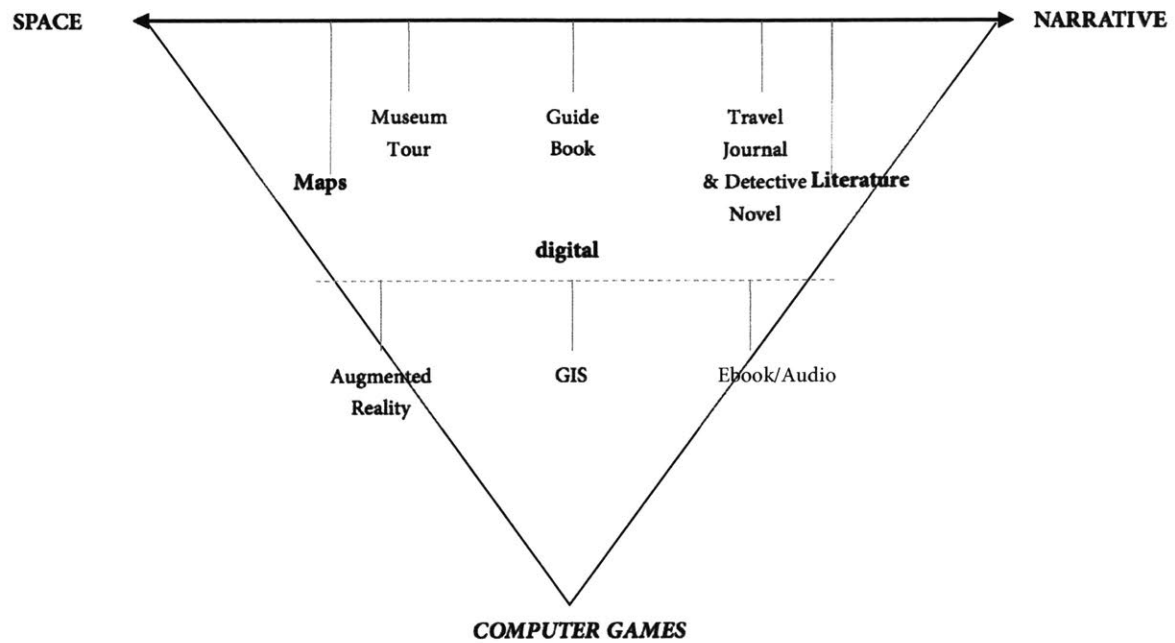 SPACE
NARRATIVE
Museum
Tour
Guide
Book
Travel
Journal
& Detective
Novel
Maps
Literature
digital
Augmented
Reality
GIS
Ebook/Audio
COMPUTER GAMES